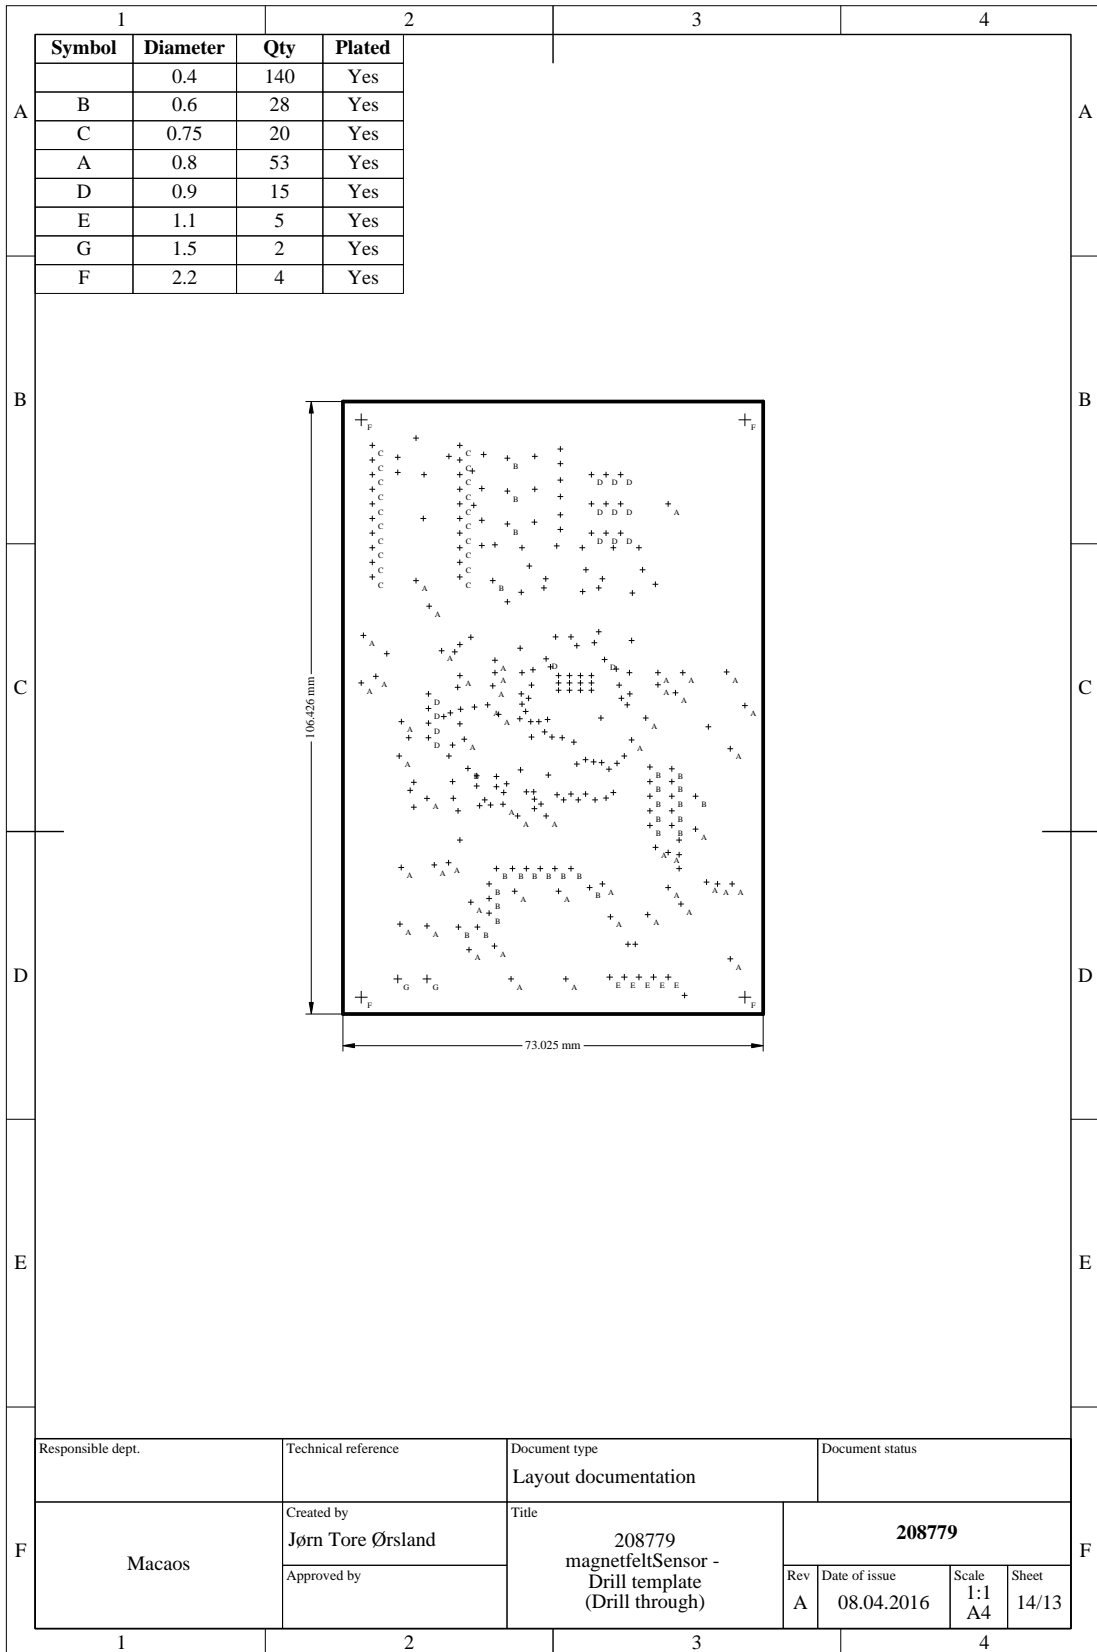 1 2 3 4
Symbol Diameter Qty Plated
0.4 140 Yes
B 0.6 28 Yes
C 0.75 20 Yes
A 0.8 53 Yes
D 0.9 15 Yes
E 1.1 5 Yes
G 1.5 2 Yes
F 2.2 4 Yes
A A
B B
C C
D D
E E
F F
106.426 mm
73.025 mm
Responsible dept.
Technical reference
Document type
Layout documentation
Document status
Macaos
Created by
Jørn Tore Ørsland
Approved by
Title
208779
magnetfeltSensor -
Drill template
(Drill through)
208779
Rev
A
Date of issue
08.04.2016
Scale
1:1
A4
Sheet
14/13
1 2 3 4